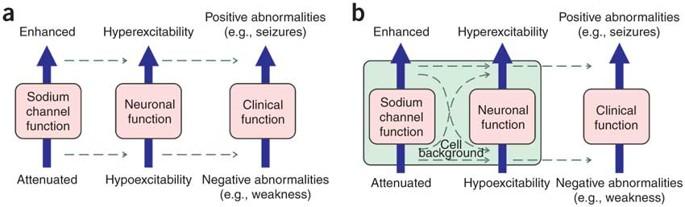 a
Enhanced
Hyperexcitability
Positive abnormalities
(e.g., seizures)
Sodium
channel
function
Neuronal
function
Clinical
function
Attenuated
Hypoexcitability
Negative abnormalities
(e.g., weakness)
b
Enhanced
Hyperexcitability
Positive abnormalities
(e.g., seizures)
Sodium
channel
function
Neuronal
function
Clinical
function
Cell
background
Attenuated
Hypoexcitability
Negative abnormalities
(e.g., weakness)